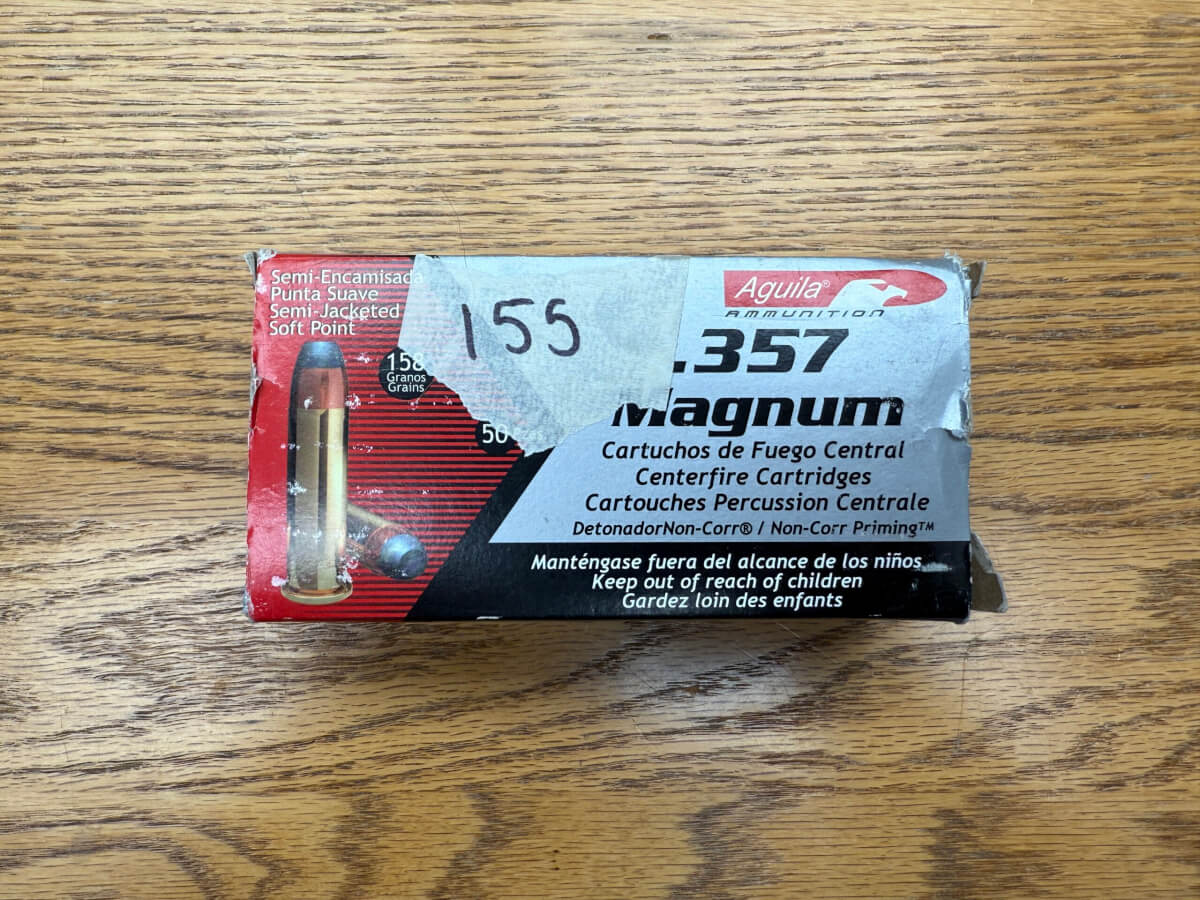 Semi-Encamisada
Punta Suave
Semi-Jacketed
Soft Point
158
Granos
Grains
50
155
Aguila®
AMMUNITION
.357
Magnum
Cartuchos de Fuego Central
Centerfire Cartridges
Cartouches Percussion Centrale
DetonadorNon-Corr® / Non-Corr Priming™
Manténgase fuera del alcance de los niños
Keep out of reach of children
Gardez loin des enfants